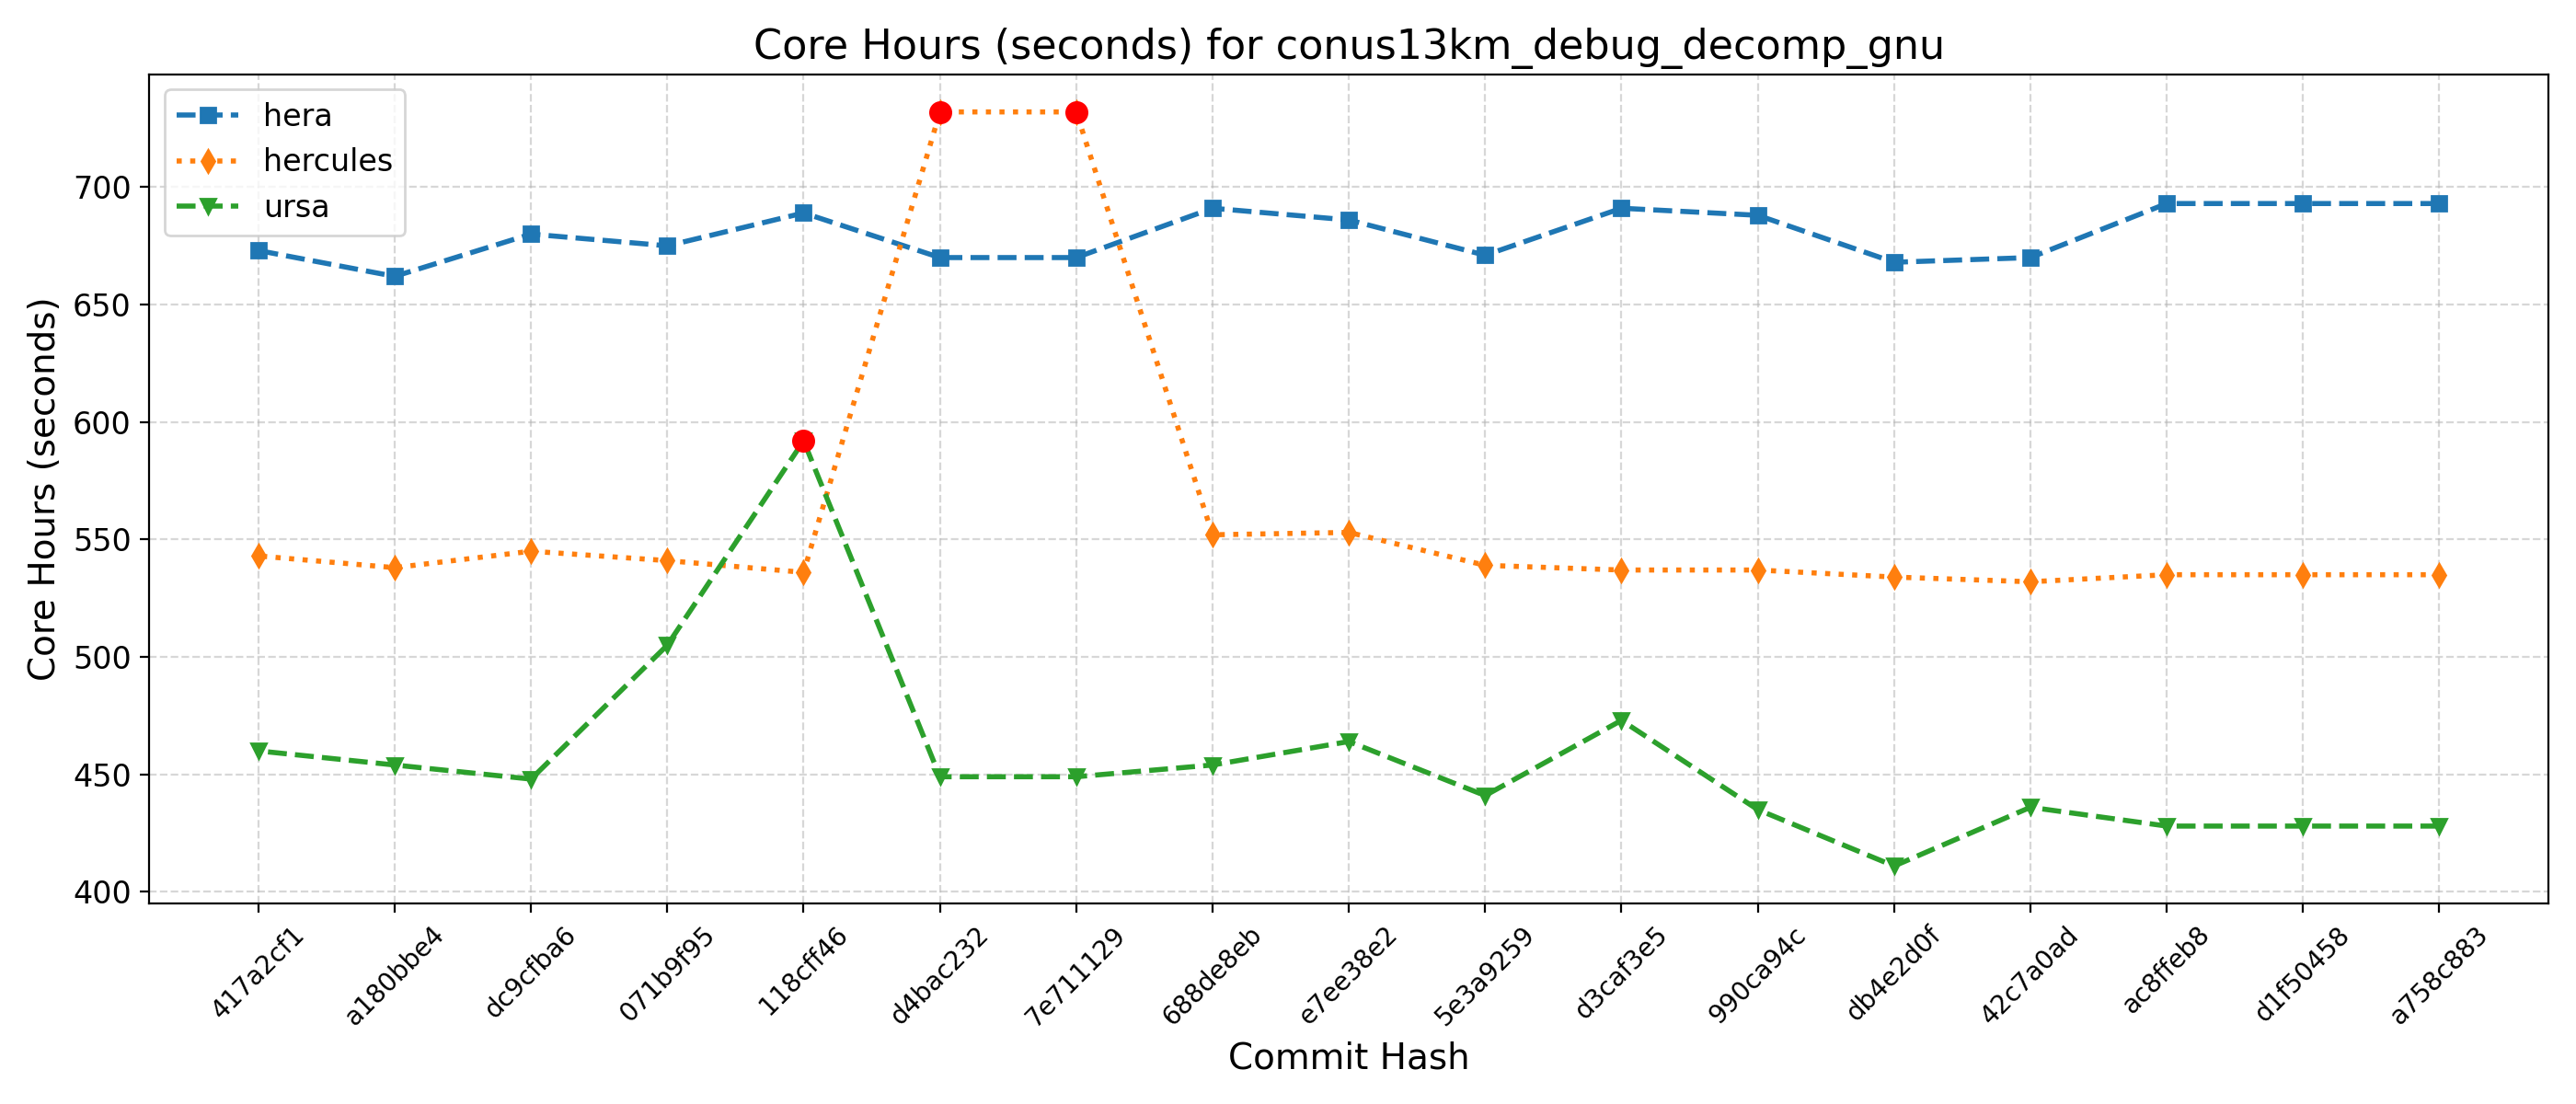 Core Hours (seconds) for conus13km_debug_decomp_gnu
hera
hercules
ursa
Core Hours (seconds)
700
650
600
550
500
450
400
417a2cf1
a180bbe4
dc9cfba6
071b9f95
118cff46
d4bac232
7e711129
688de8eb
e7ee38e2
5e3a9259
d3caf3e5
990ca94c
db4e2d0f
42c7a0ad
ac8ffeb8
d1f50458
a758c883
Commit Hash